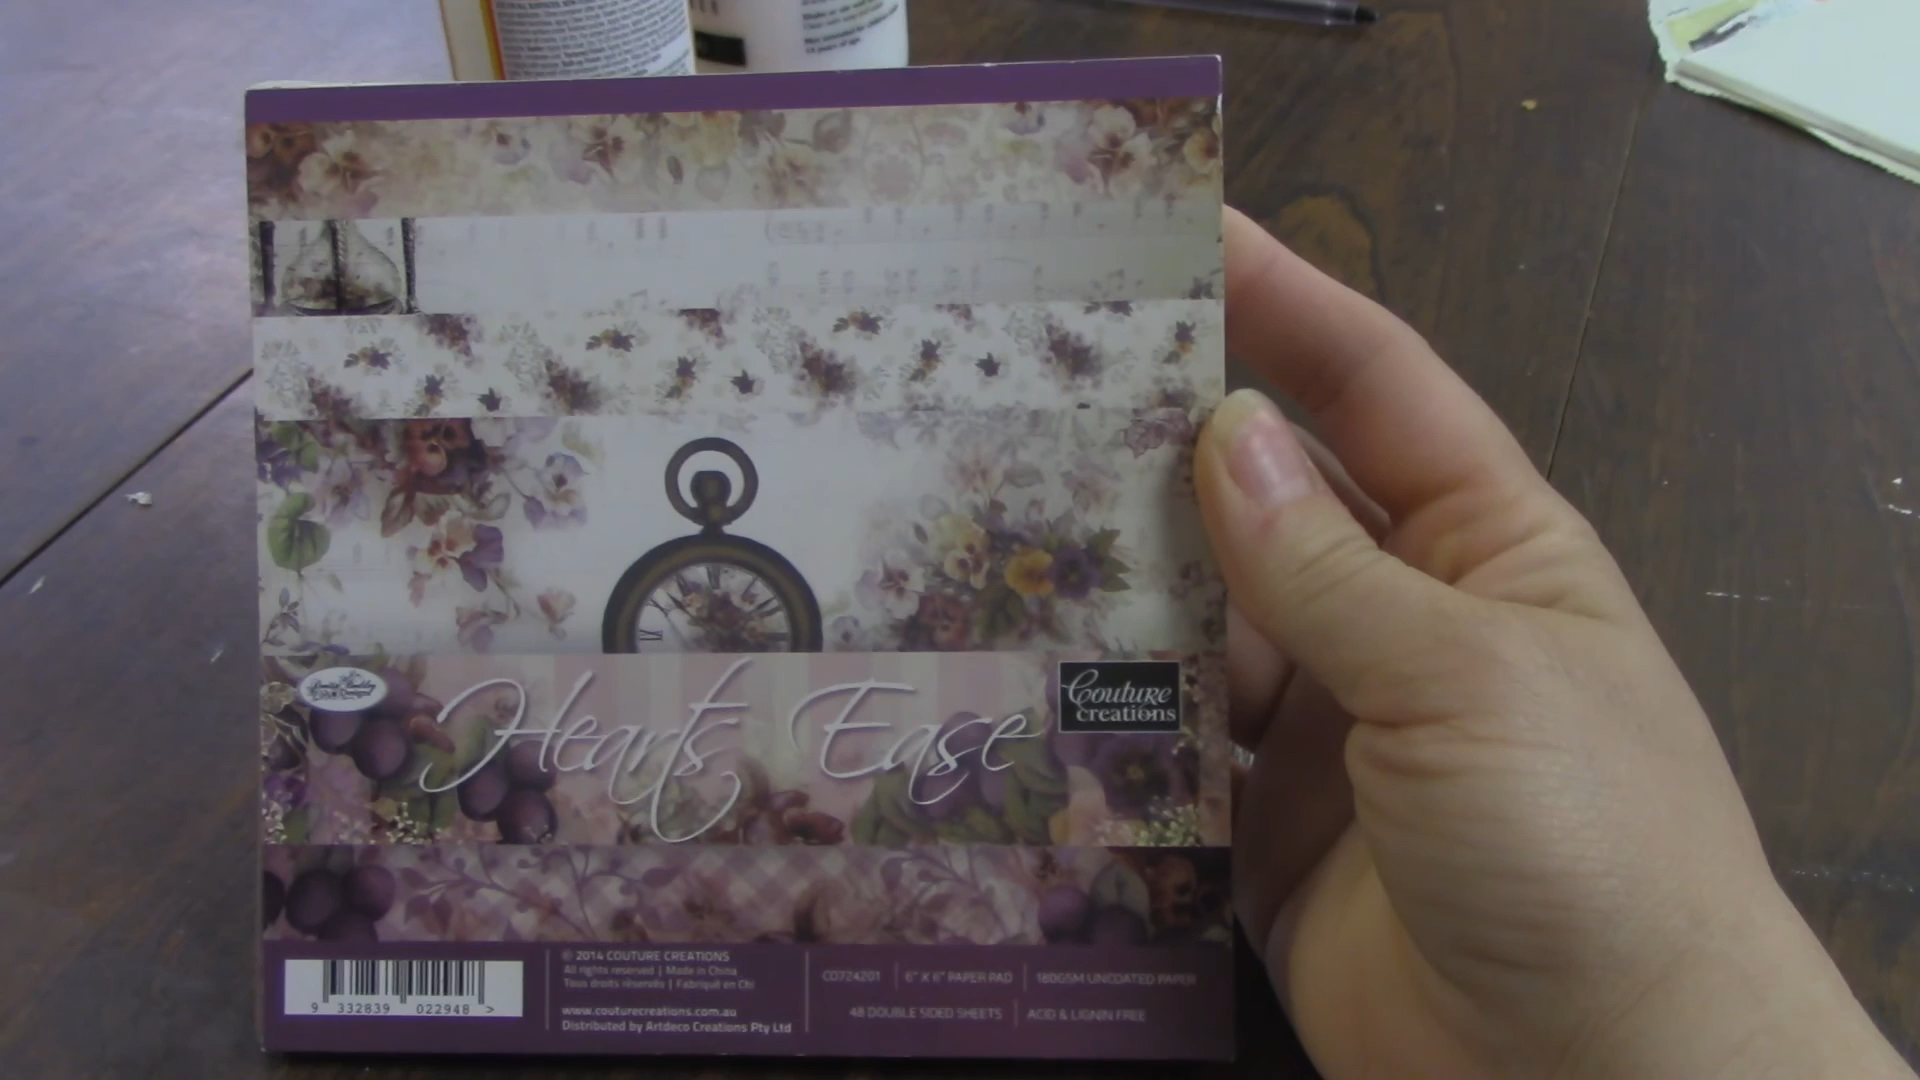 Hearts Ease
Couture
creations
9 332839 022948 >
© 2014 COUTURE CREATIONS
All rights reserved | Made in China
Tous droits réservés | Fabriqué en Chi
www.couturecreations.com.au
Distributed by Artdeco Creations Pty Ltd
CO724201 | 6" X 6" PAPER PAD | 180GSM UNCOATED PAPER
48 DOUBLE SIDED SHEETS | ACID & LIGNIN FREE